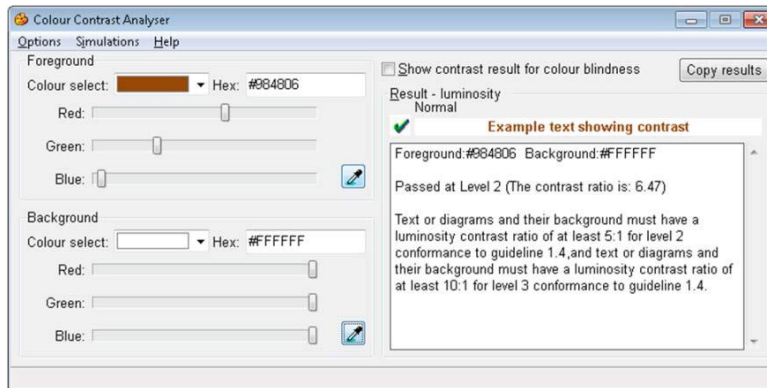 Colour Contrast Analyser
Options Simulations Help
Foreground
Colour select: Hex: #984806
Red:
Green:
Blue:
Background
Colour select: Hex: #FFFFFF
Red:
Green:
Blue:
Show contrast result for colour blindness Copy results
Result - luminosity
Normal
Example text showing contrast
Foreground:#984806 Background:#FFFFFF
Passed at Level 2 (The contrast ratio is: 6.47)
Text or diagrams and their background must have a
luminosity contrast ratio of at least 5:1 for level 2
conformance to guideline 1.4,and text or diagrams and
their background must have a luminosity contrast ratio of
at least 10:1 for level 3 conformance to guideline 1.4.